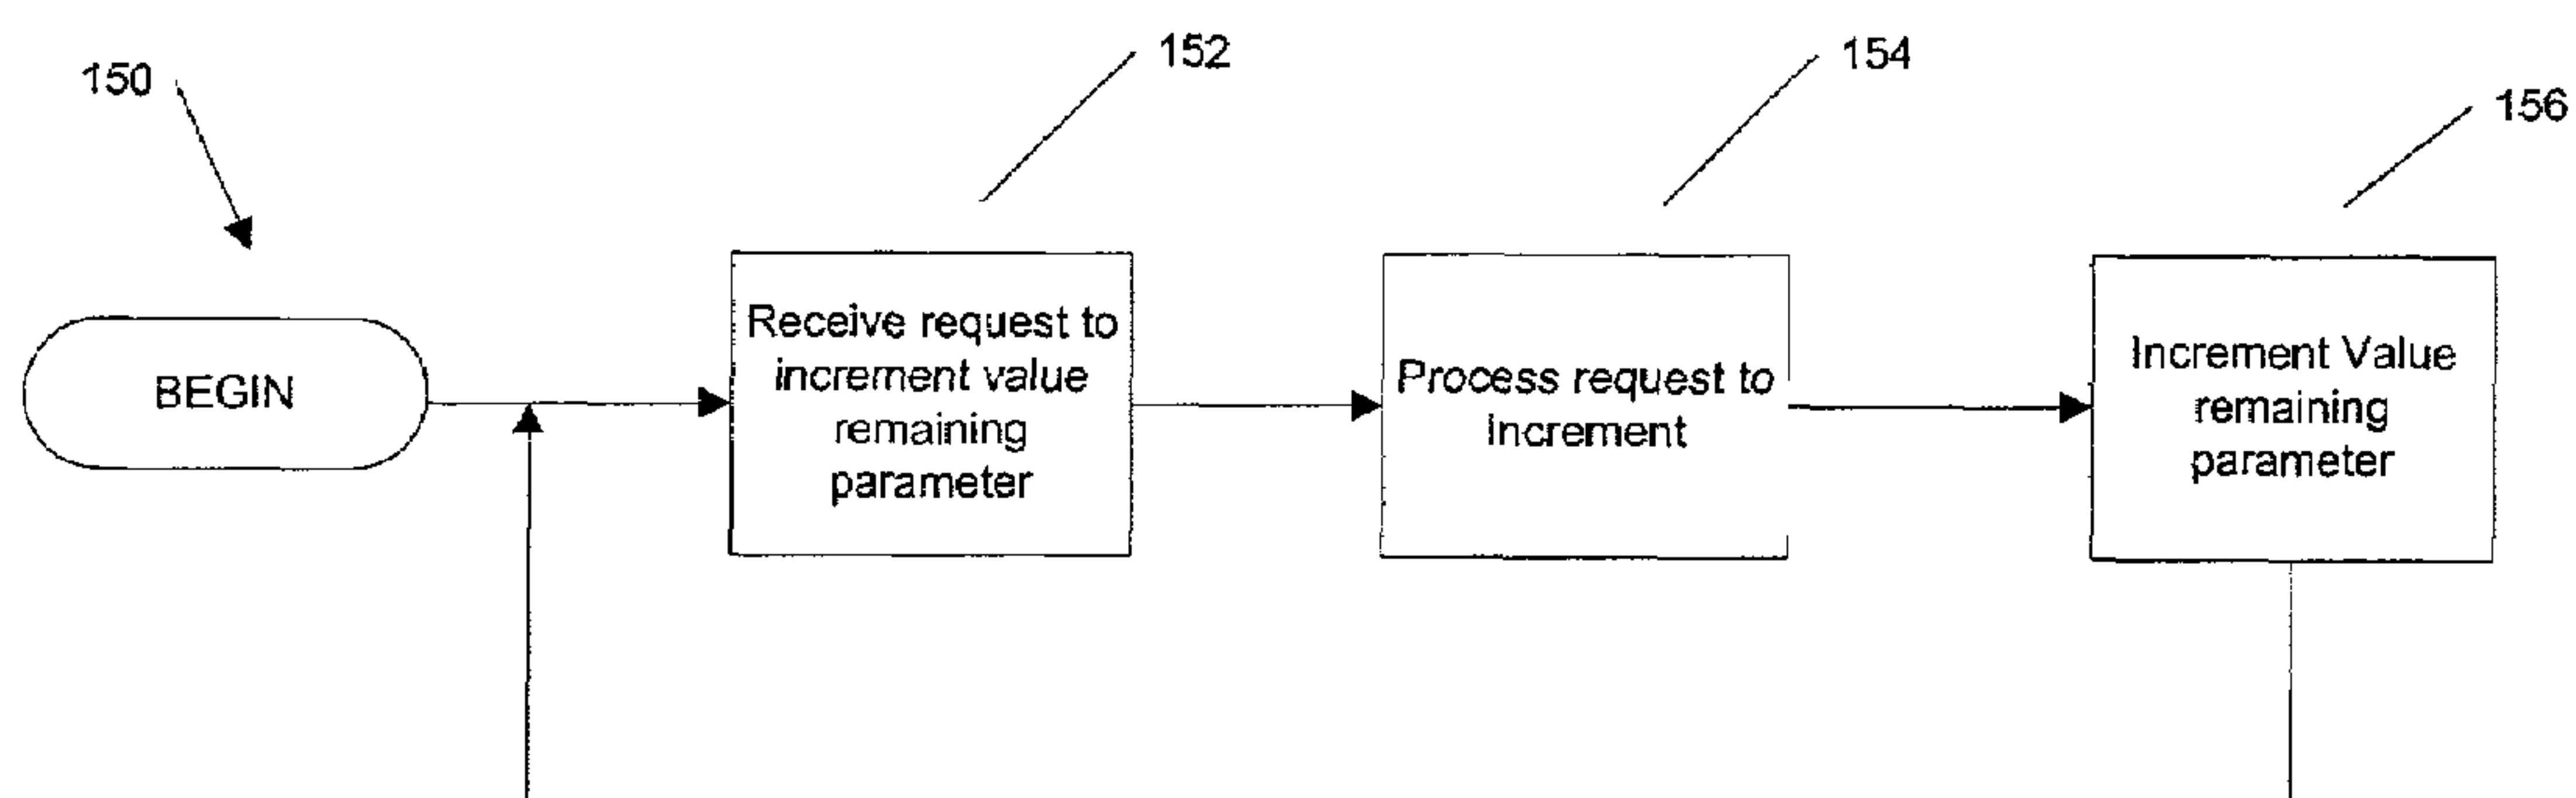 150
152
154
156
BEGIN
Receive request to
increment value
remaining
parameter
Process request to
Increment
Increment Value
remaining
parameter